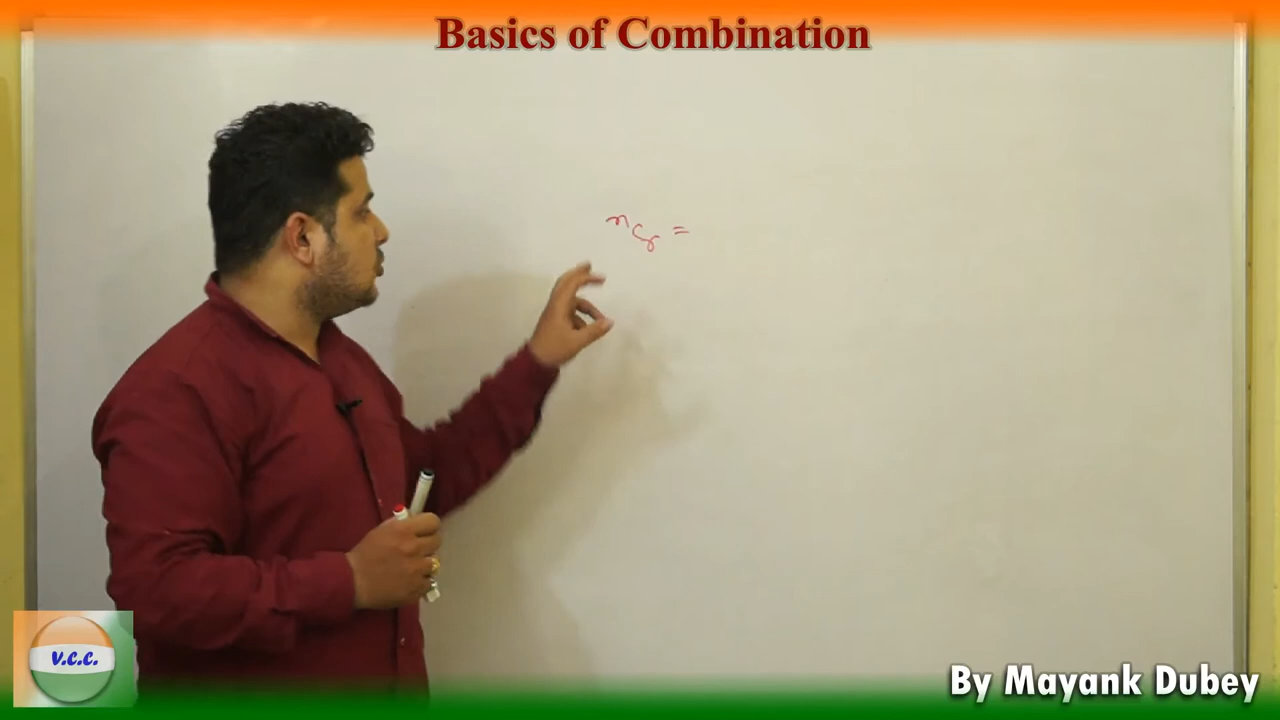 Basics of Combination
ⁿCᵣ =
V.C.C.
By Mayank Dubey